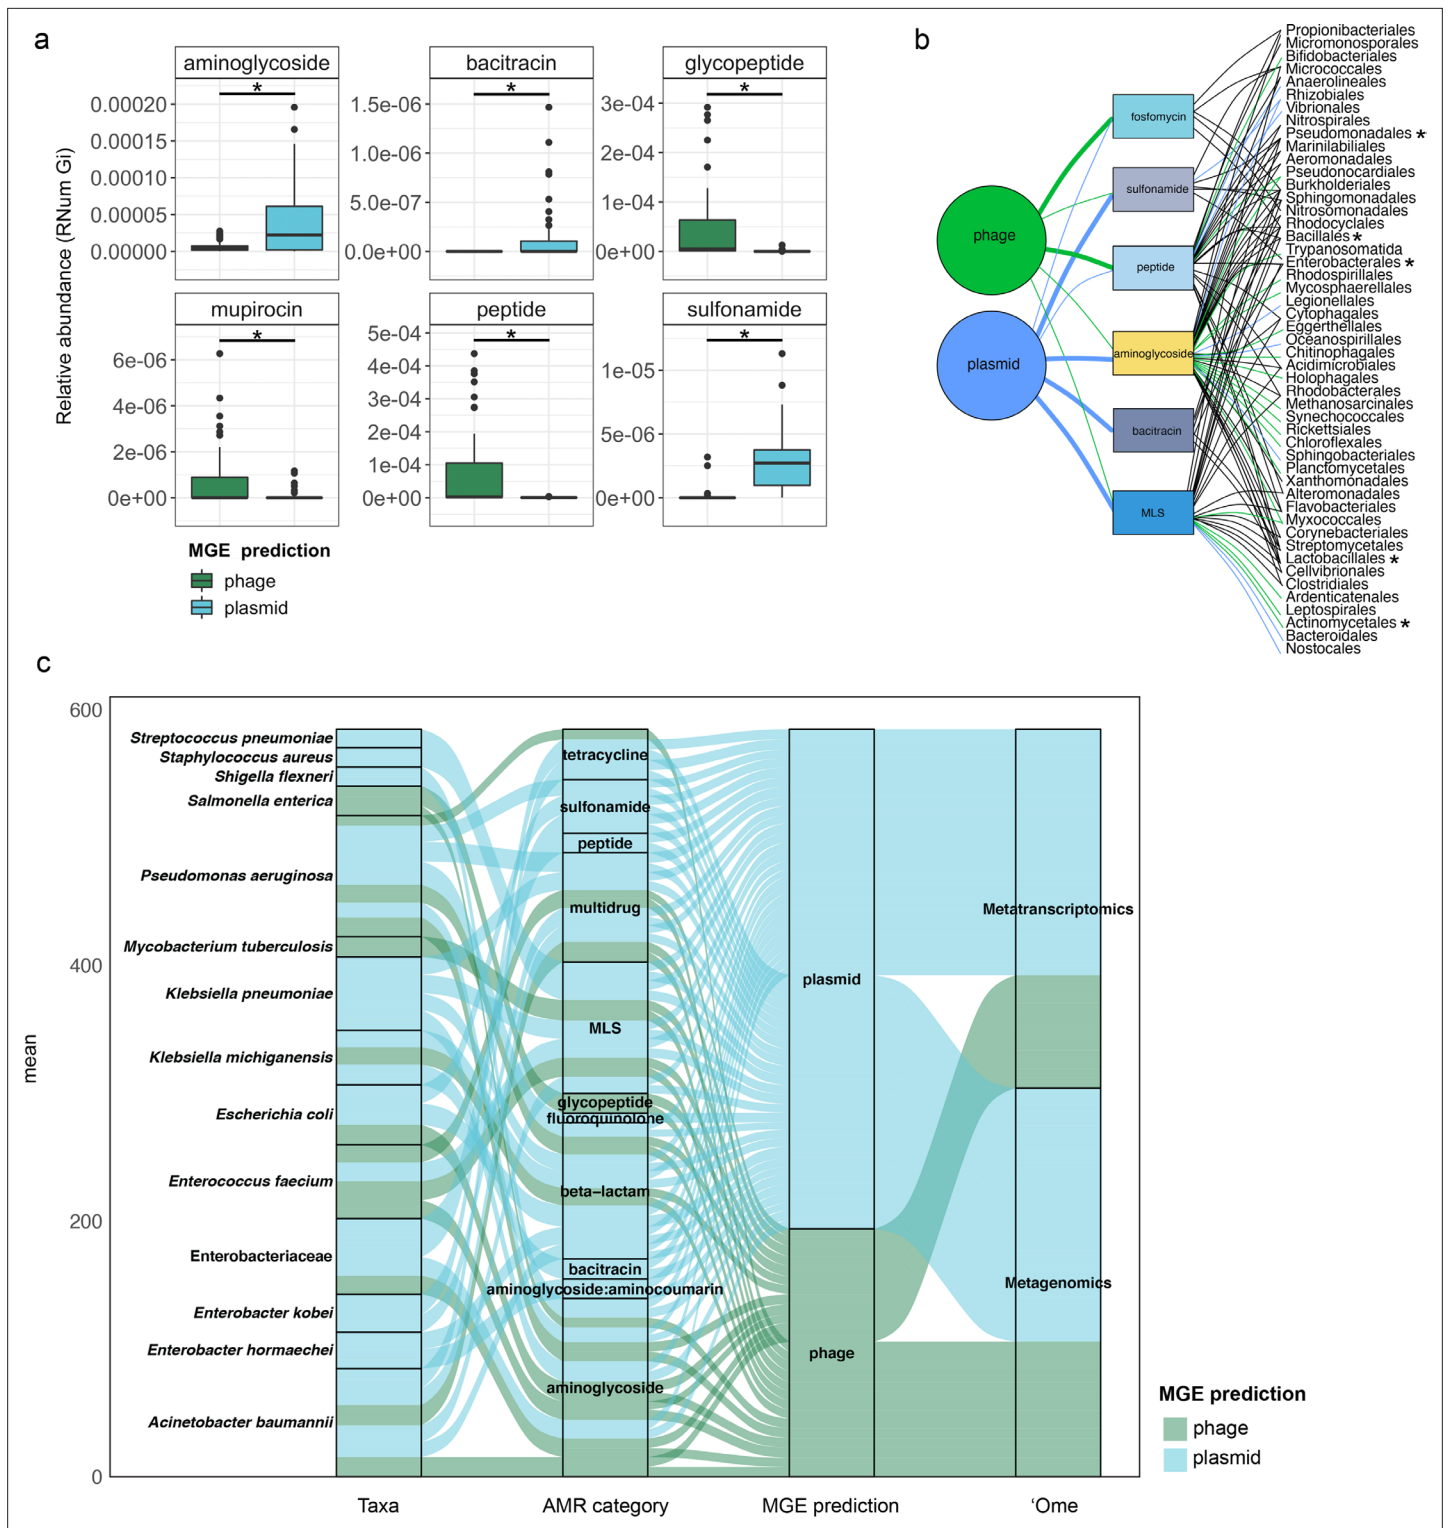 a
aminoglycoside
*
0.00020
0.00015
0.00010
0.00005
0.00000
bacitracin
*
1.5e-06
1.0e-06
5.0e-07
0.0e+00
glycopeptide
*
3e-04
2e-04
1e-04
0e+00
Relative abundance (RNum Gi)
mupirocin
*
6e-06
4e-06
2e-06
0e+00
peptide
*
5e-04
4e-04
3e-04
2e-04
1e-04
0e+00
sulfonamide
*
1e-05
5e-06
0e+00
MGE prediction
phage
plasmid
b
phage
plasmid
fosfomycin
sulfonamide
peptide
aminoglycoside
bacitracin
MLS
Propionibacteriales
Micromonosporales
Bifidobacteriales
Micrococcales
Anaerolineales
Rhizobiales
Vibrionales
Nitrospirales
Pseudomonadales *
Marinilabiliales
Aeromonadales
Pseudonocardiales
Burkholderiales
Sphingomonadales
Nitrosomonadales
Rhodocyclales
Bacillales *
Trypanosomatida
Enterobacterales *
Rhodospirillales
Mycosphaerellales
Legionellales
Cytophagales
Eggerthellales
Oceanospirillales
Chitinophagales
Acidimicrobiales
Holophagales
Rhodobacterales
Methanosarcinales
Synechococcales
Rickettsiales
Chloroflexales
Sphingobacteriales
Planctomycetales
Xanthomonadales
Alteromonadales
Flavobacteriales
Myxococcales
Corynebacteriales
Streptomycetales
Lactobacillales *
Cellvibrionales
Clostridiales
Ardenticatenales
Leptospirales
Actinomycetales *
Bacteroidales
Nostocales
c
mean
600
400
200
0
Streptococcus pneumoniae
Staphylococcus aureus
Shigella flexneri
Salmonella enterica
Pseudomonas aeruginosa
Mycobacterium tuberculosis
Klebsiella pneumoniae
Klebsiella michiganensis
Escherichia coli
Enterococcus faecium
Enterobacteriaceae
Enterobacter kobei
Enterobacter hormaechei
Acinetobacter baumannii
tetracycline
sulfonamide
peptide
multidrug
MLS
glycopeptide
fluoroquinolone
beta–lactam
bacitracin
aminoglycoside:aminocoumarin
aminoglycoside
plasmid
phage
Metatranscriptomics
Metagenomics
Taxa
AMR category
MGE prediction
‘Ome
MGE prediction
phage
plasmid